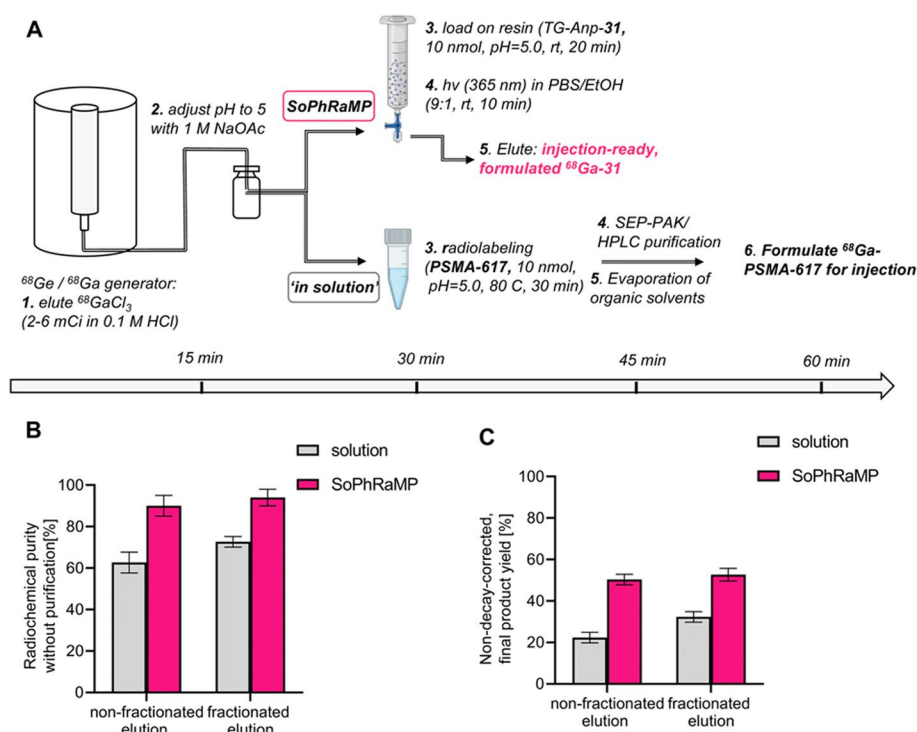 A
3. load on resin (TG-Anp-31,
10 nmol, pH=5.0, rt, 20 min)
2. adjust pH to 5
with 1 M NaOAc
SoPhRaMP
4. hv (365 nm) in PBS/EtOH
(9:1, rt, 10 min)
5. Elute: injection-ready,
formulated ⁶⁸Ga-31
⁶⁸Ge / ⁶⁸Ga generator:
1. elute ⁶⁸GaCl₃
(2-6 mCi in 0.1 M HCl)
'in solution'
3. radiolabeling
(PSMA-617, 10 nmol,
pH=5.0, 80 C, 30 min)
4. SEP-PAK/
HPLC purification
5. Evaporation of
organic solvents
6. Formulate ⁶⁸Ga-
PSMA-617 for injection
15 min
30 min
45 min
60 min
B
solution
SoPhRaMP
Radiochemical purity
without purification[%]
100
80
60
40
20
0
non-fractionated
elution
fractionated
elution
C
solution
SoPhRaMP
Non-decay-corrected,
final product yield [%]
100
80
60
40
20
0
non-fractionated
elution
fractionated
elution